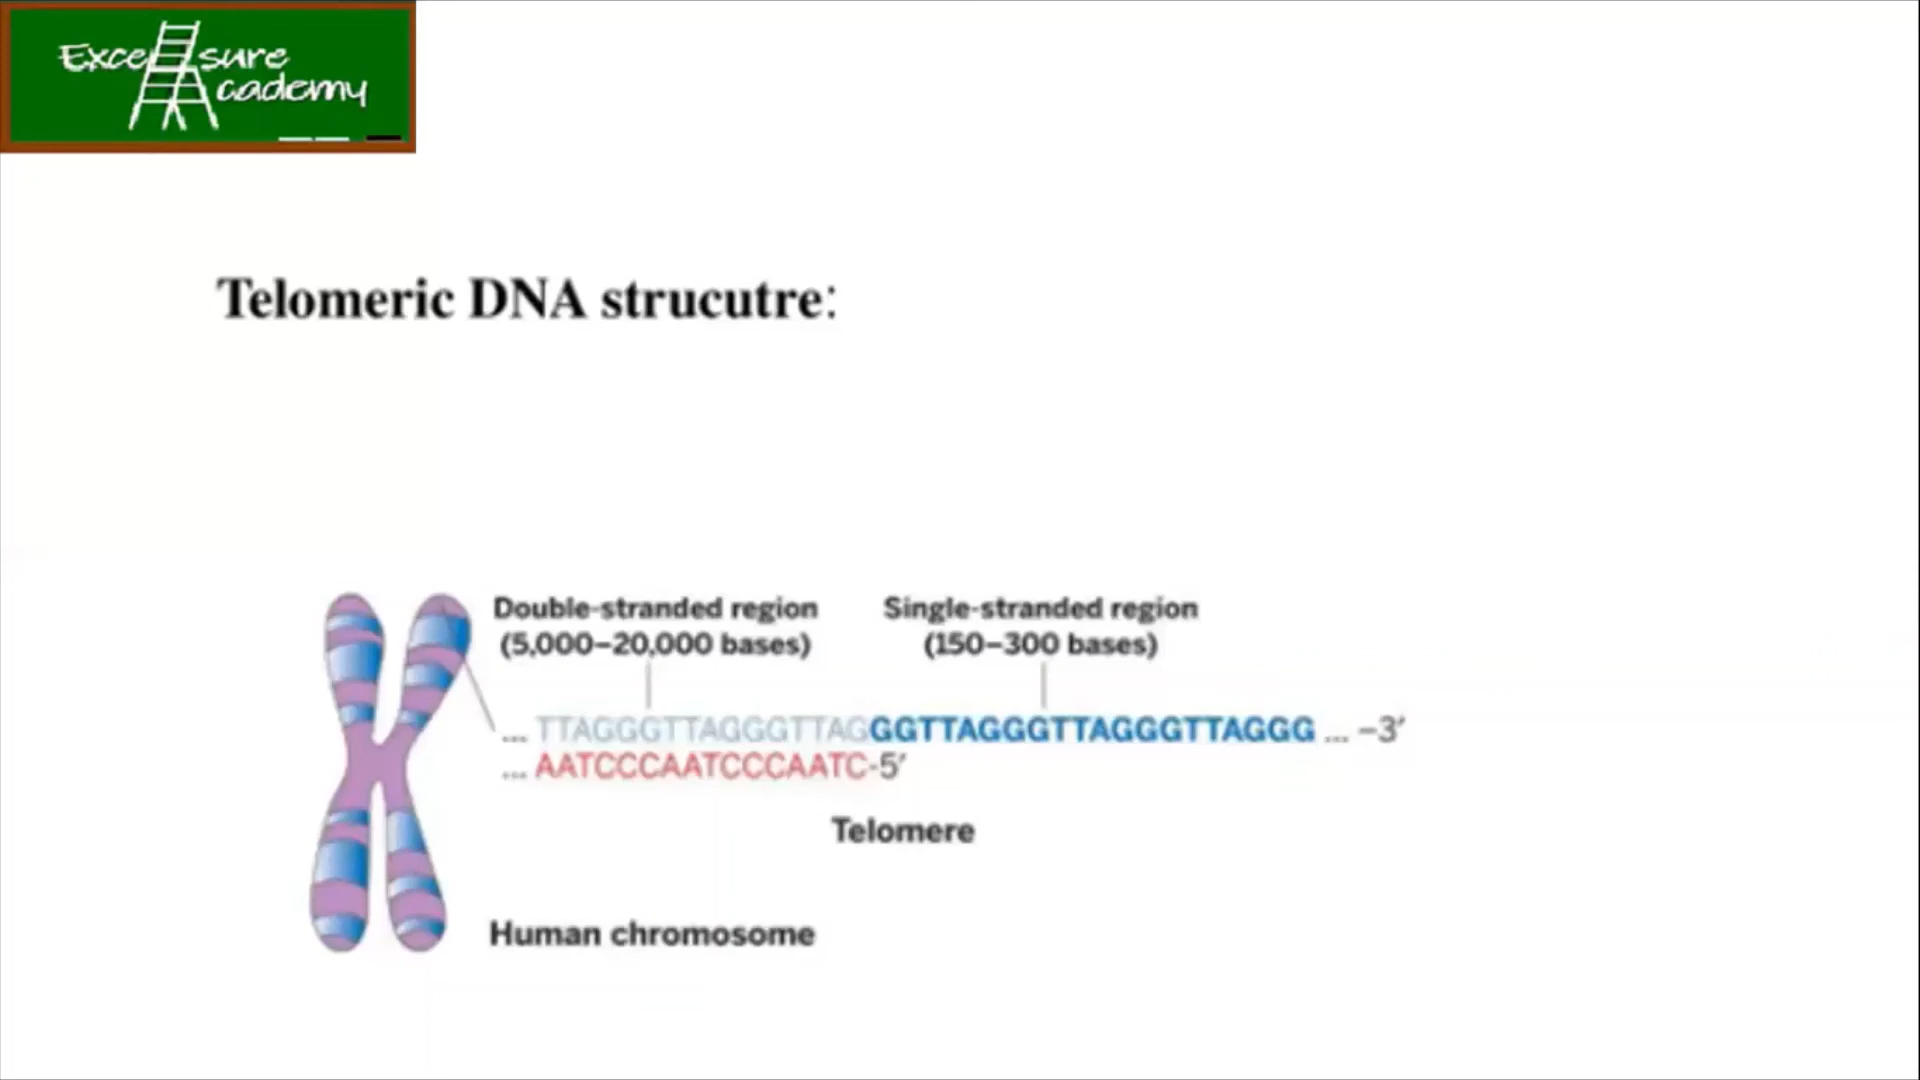 Excel sure
Academy
Telomeric DNA strucutre:
Double-stranded region
(5,000–20,000 bases)
Single-stranded region
(150–300 bases)
... TTAGGGTTAGGGTTAGGGTTAGGGTTAGGGTTAGGG ... –3′
... AATCCCAATCCCAATC-5′
Telomere
Human chromosome